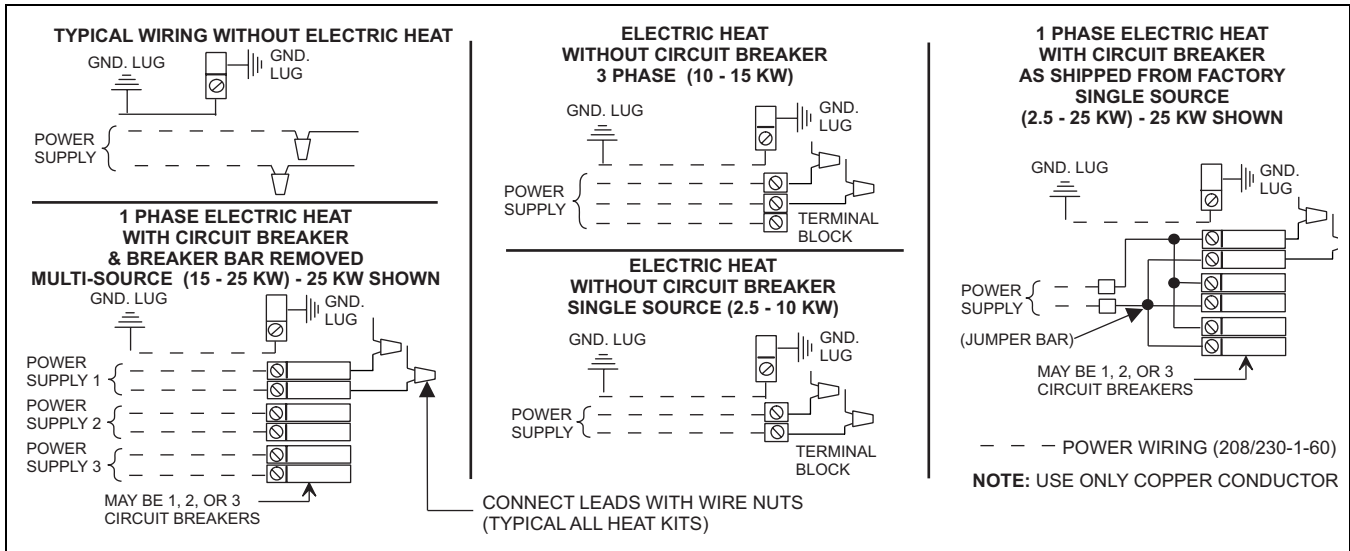 TYPICAL WIRING WITHOUT ELECTRIC HEAT
GND. LUG
GND.
LUG
POWER
SUPPLY
1 PHASE ELECTRIC HEAT
WITH CIRCUIT BREAKER
& BREAKER BAR REMOVED
MULTI-SOURCE (15 - 25 KW) - 25 KW SHOWN
GND. LUG
GND.
LUG
POWER
SUPPLY 1
POWER
SUPPLY 2
POWER
SUPPLY 3
MAY BE 1, 2, OR 3
CIRCUIT BREAKERS
CONNECT LEADS WITH WIRE NUTS
(TYPICAL ALL HEAT KITS)
ELECTRIC HEAT
WITHOUT CIRCUIT BREAKER
3 PHASE (10 - 15 KW)
GND. LUG
GND.
LUG
POWER
SUPPLY
TERMINAL
BLOCK
ELECTRIC HEAT
WITHOUT CIRCUIT BREAKER
SINGLE SOURCE (2.5 - 10 KW)
GND. LUG
GND.
LUG
POWER
SUPPLY
TERMINAL
BLOCK
1 PHASE ELECTRIC HEAT
WITH CIRCUIT BREAKER
AS SHIPPED FROM FACTORY
SINGLE SOURCE
(2.5 - 25 KW) - 25 KW SHOWN
GND. LUG
GND.
LUG
POWER
SUPPLY
(JUMPER BAR)
MAY BE 1, 2, OR 3
CIRCUIT BREAKERS
POWER WIRING (208/230-1-60)
NOTE: USE ONLY COPPER CONDUCTOR